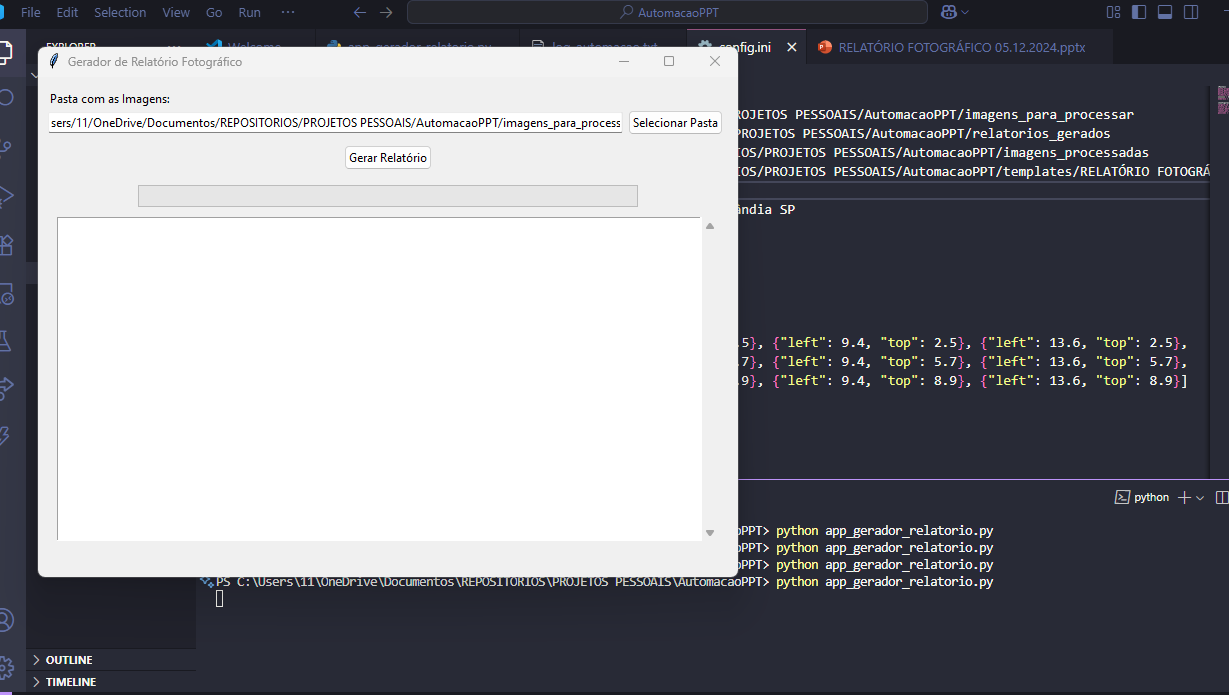 File Edit Selection View Go Run ··· AutomacaoPPT
EXPLORER Welcome app_gerador_relatorio.py log_automacao.txt config.ini RELATÓRIO FOTOGRÁFICO 05.12.2024.pptx
Gerador de Relatório Fotográfico
Pasta com as Imagens:
sers/11/OneDrive/Documentos/REPOSITORIOS/PROJETOS PESSOAIS/AutomacaoPPT/imagens_para_process Selecionar Pasta
Gerar Relatório
ROJETOS PESSOAIS/AutomacaoPPT/imagens_para_processar
PROJETOS PESSOAIS/AutomacaoPPT/relatorios_gerados
IOS/PROJETOS PESSOAIS/AutomacaoPPT/imagens_processadas
IOS/PROJETOS PESSOAIS/AutomacaoPPT/templates/RELATÓRIO FOTOGRÁ
ândia SP
.5}, {"left": 9.4, "top": 2.5}, {"left": 13.6, "top": 2.5},
.7}, {"left": 9.4, "top": 5.7}, {"left": 13.6, "top": 5.7},
.9}, {"left": 9.4, "top": 8.9}, {"left": 13.6, "top": 8.9}]
python
oPPT> python app_gerador_relatorio.py
oPPT> python app_gerador_relatorio.py
oPPT> python app_gerador_relatorio.py
PS C:\Users\11\OneDrive\Documentos\REPOSITORIOS\PROJETOS PESSOAIS\AutomacaoPPT> python app_gerador_relatorio.py
OUTLINE
TIMELINE